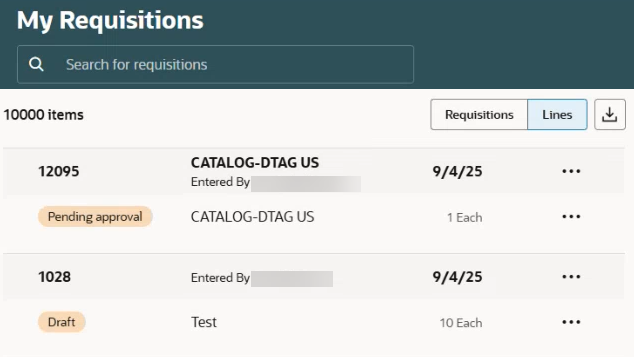 My Requisitions
Search for requisitions
10000 items
Requisitions
Lines
12095
CATALOG-DTAG US
9/4/25
Entered By
Pending approval
CATALOG-DTAG US
1 Each
1028
Entered By
9/4/25
Draft
Test
10 Each